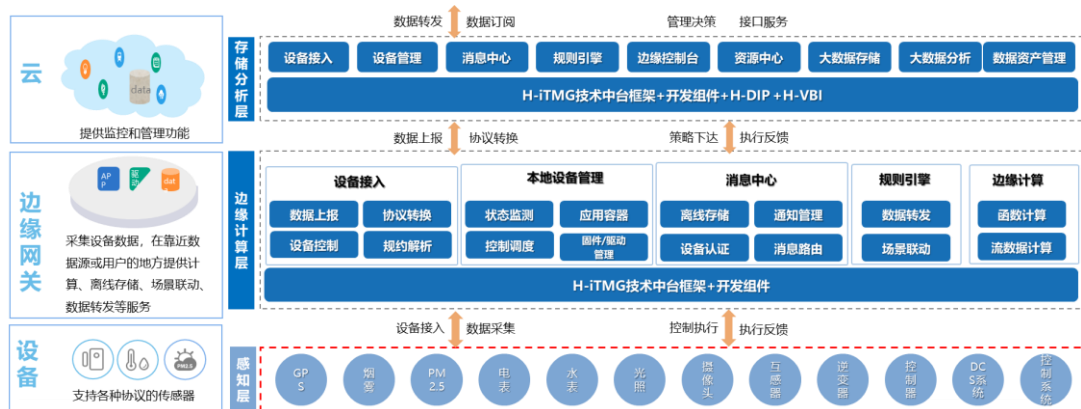 数据转发 数据订阅 管理决策 接口服务
云
data
提供监控和管理功能
存储分析层
设备接入 设备管理 消息中心 规则引擎 边缘控制台 资源中心 大数据存储 大数据分析 数据资产管理
H-iTMG技术中台框架+开发组件+H-DIP +H-VBI
数据上报 协议转换 策略下达 执行反馈
边缘网关
AP
P
驱
动
dat
采集设备数据，在靠近数
据源或用户的地方提供计
算、离线存储、场景联动、
数据转发等服务
边缘计算层
设备接入 本地设备管理 消息中心 规则引擎 边缘计算
数据上报 协议转换 状态监测 应用容器 离线存储 通知管理 数据转发 函数计算
设备控制 规约解析 控制调度 固件/驱动
管理 设备认证 消息路由 场景联动 流数据计算
H-iTMG技术中台框架+开发组件
设备接入 数据采集 控制执行 执行反馈
设备
PM2.5
支持各种协议的传感器
感知层
GP
S
烟
雾
PM
2.5
电
表
水
表
光
照
摄
像
头
互
感
器
逆
变
器
控
制
器
DC
S系
统
控
制
系
统